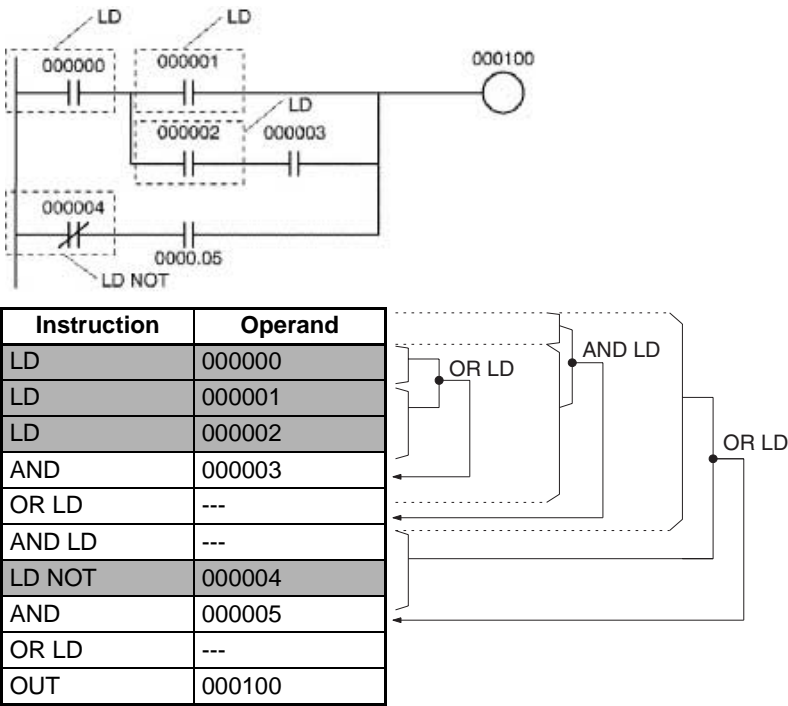 LD LD
000000 000001 000100
LD
000002 000003
000004
0000.05
LD NOT
Instruction Operand
LD 000000
LD 000001
LD 000002
AND 000003
OR LD ---
AND LD ---
LD NOT 000004
AND 000005
OR LD ---
OUT 000100
AND LD
OR LD
OR LD